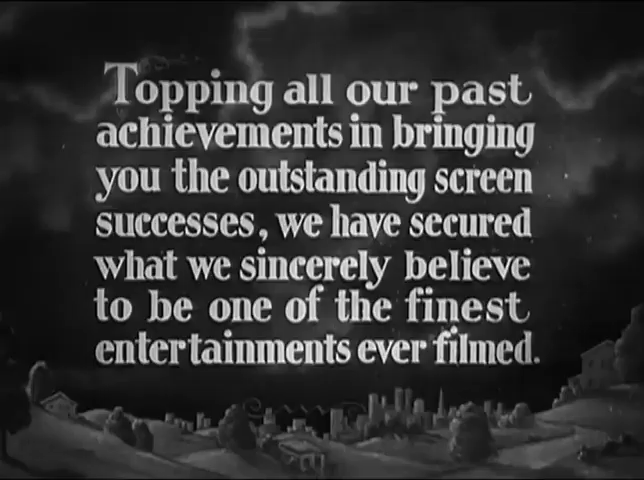 Topping all our past
achievements in bringing
you the outstanding screen
successes, we have secured
what we sincerely believe
to be one of the finest
entertainments ever filmed.